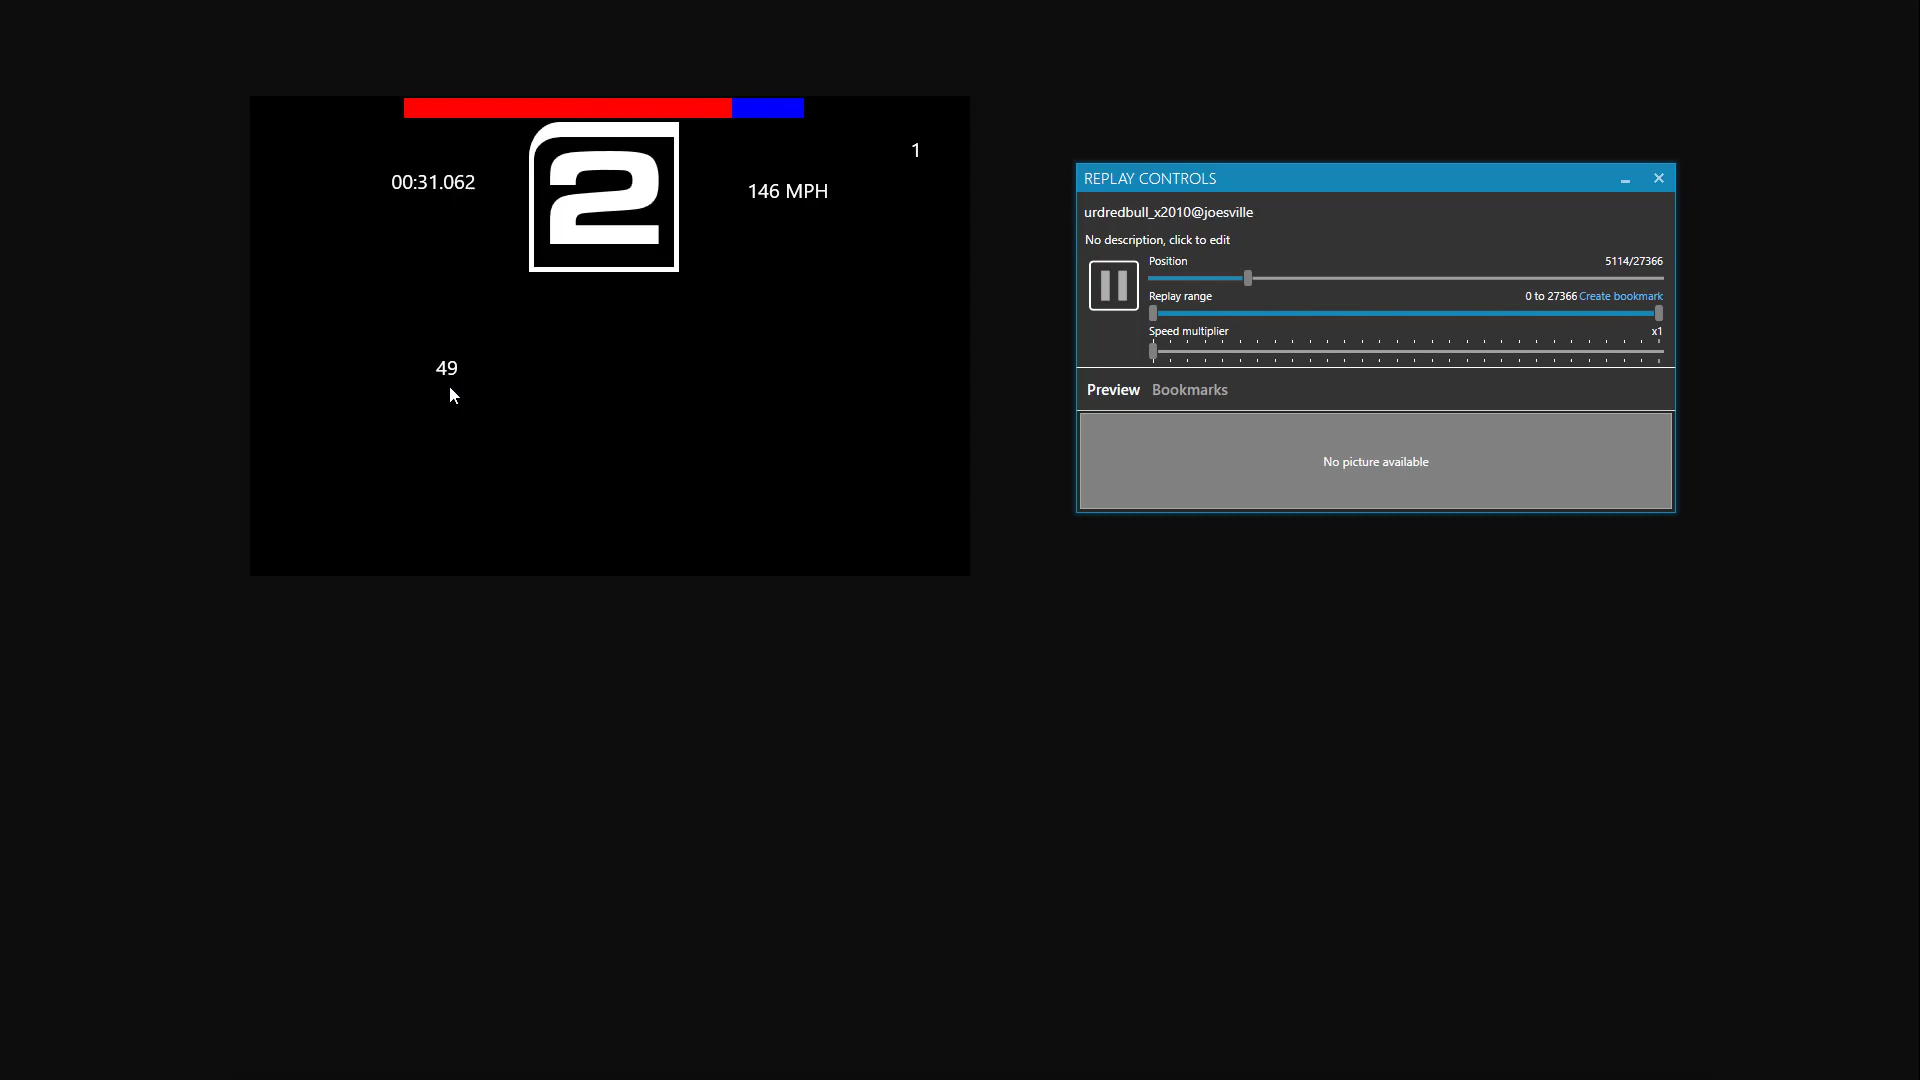 1
00:31.062
2
146 MPH
49
REPLAY CONTROLS
urdredbull_x2010@joesville
No description, click to edit
Position 5114/27366
Replay range 0 to 27366 Create bookmark
Speed multiplier x1
Preview Bookmarks
No picture available